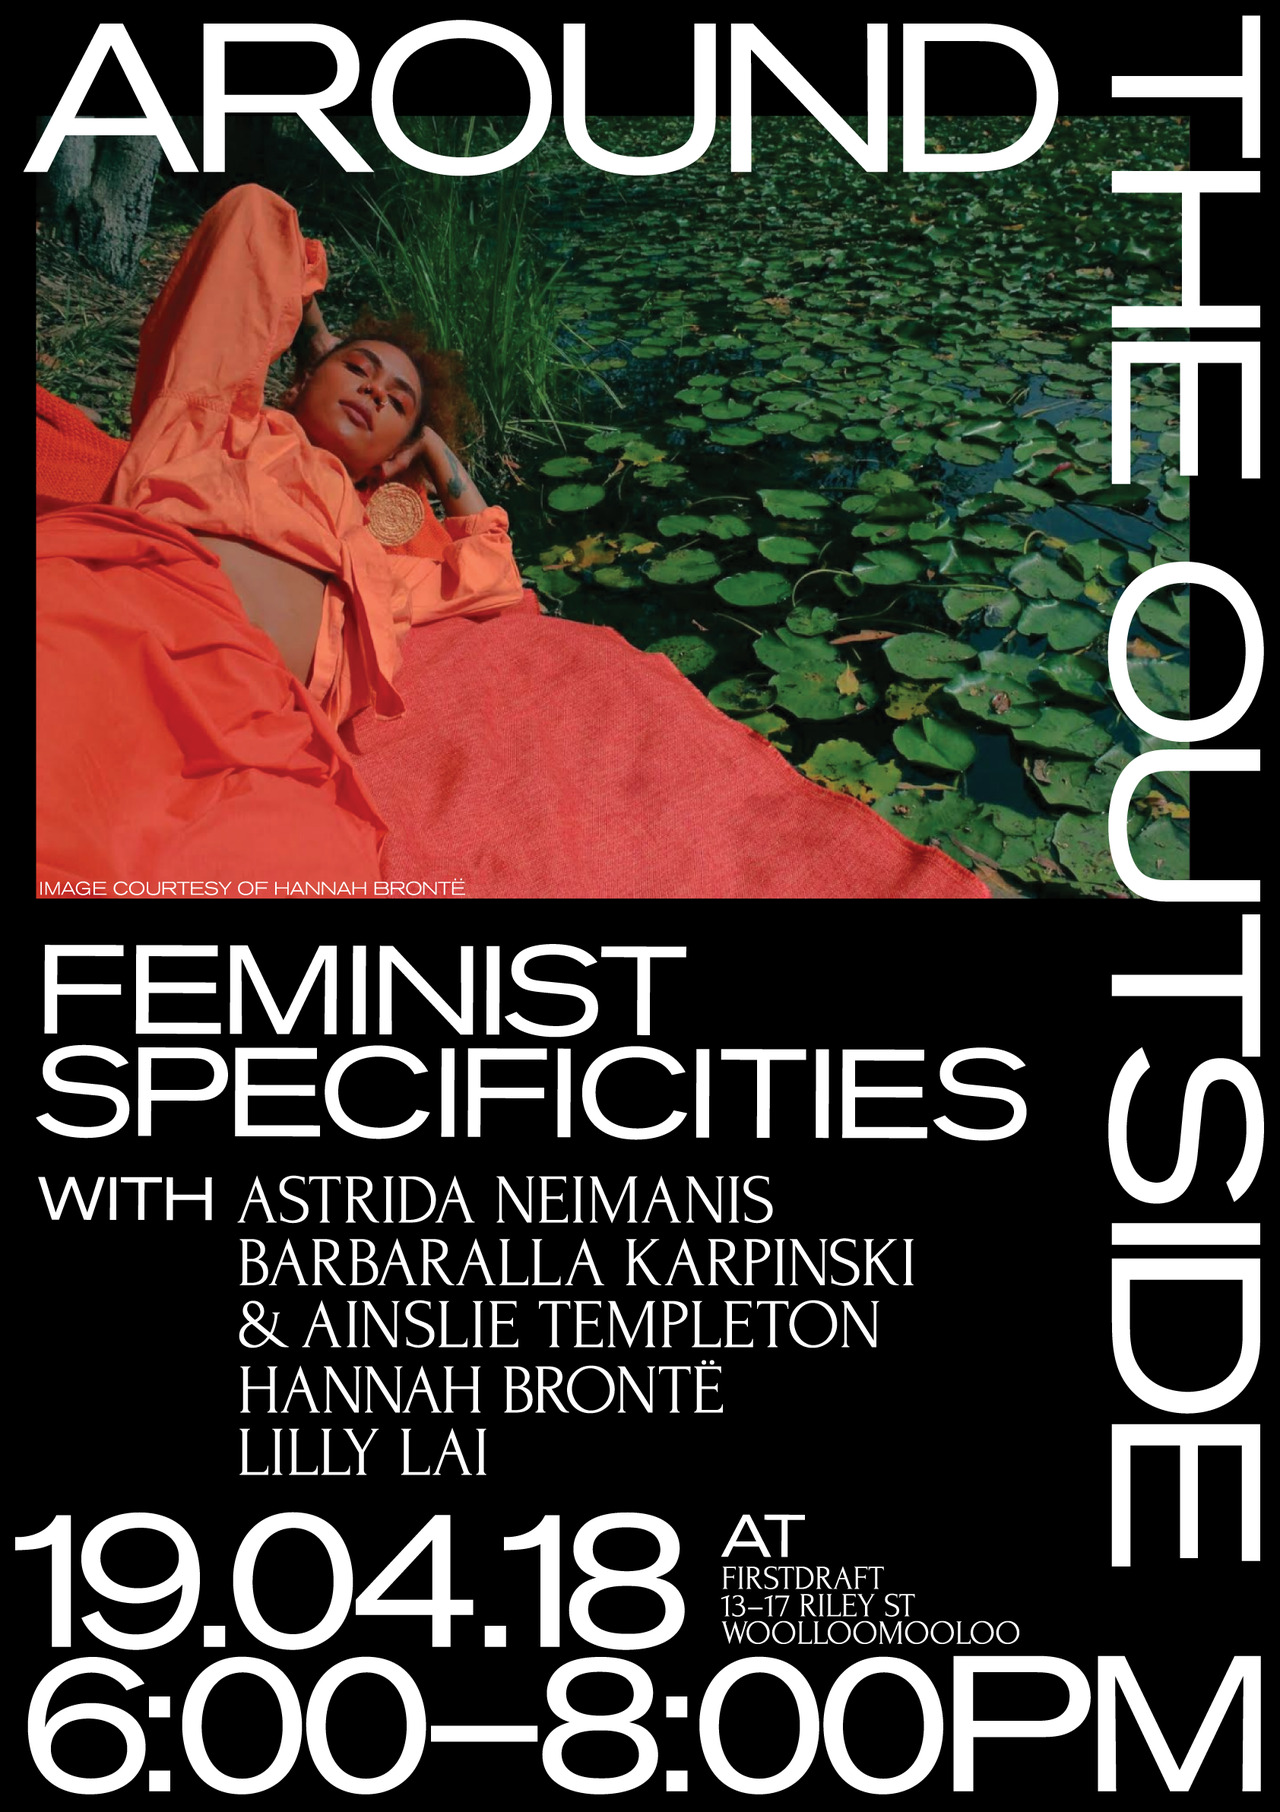 AROUND
THE OUTSIDE
IMAGE COURTESY OF HANNAH BRONTË
FEMINIST
SPECIFICITIES
WITH ASTRIDA NEIMANIS
BARBARALLA KARPINSKI
& AINSLIE TEMPLETON
HANNAH BRONTË
LILLY LAI
19.04.18
AT
FIRSTDRAFT
13–17 RILEY ST
WOOLLOOMOOLOO
6:00–8:00PM